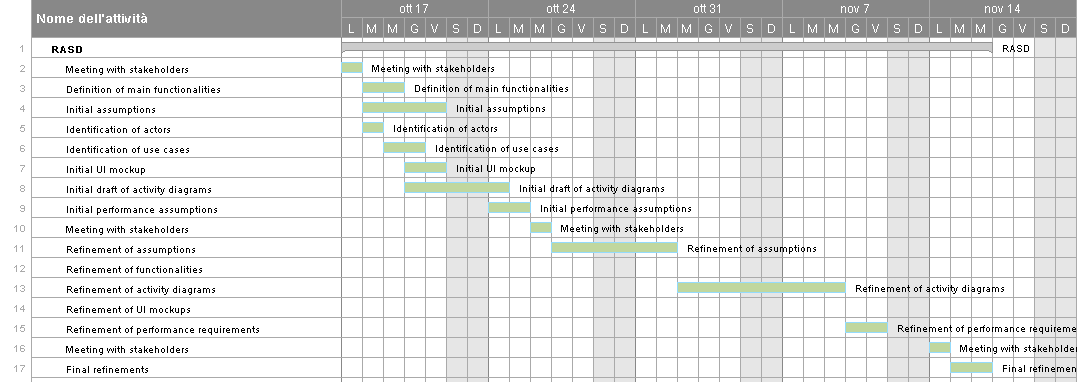 Nome dell'attività
ott 17 ott 24 ott 31 nov 7 nov 14
L M M G V S D L M M G V S D L M M G V S D L M M G V S D L M M G V S D
1 RASD RASD
2 Meeting with stakeholders Meeting with stakeholders
3 Definition of main functionalities Definition of main functionalities
4 Initial assumptions Initial assumptions
5 Identification of actors Identification of actors
6 Identification of use cases Identification of use cases
7 Initial UI mockup Initial UI mockup
8 Initial draft of activity diagrams Initial draft of activity diagrams
9 Initial performance assumptions Initial performance assumptions
10 Meeting with stakeholders Meeting with stakeholders
11 Refinement of assumptions Refinement of assumptions
12 Refinement of functionalities
13 Refinement of activity diagrams Refinement of activity diagrams
14 Refinement of UI mockups
15 Refinement of performance requirements Refinement of performance requireme
16 Meeting with stakeholders Meeting with stakeholder
17 Final refinements Final refinemen